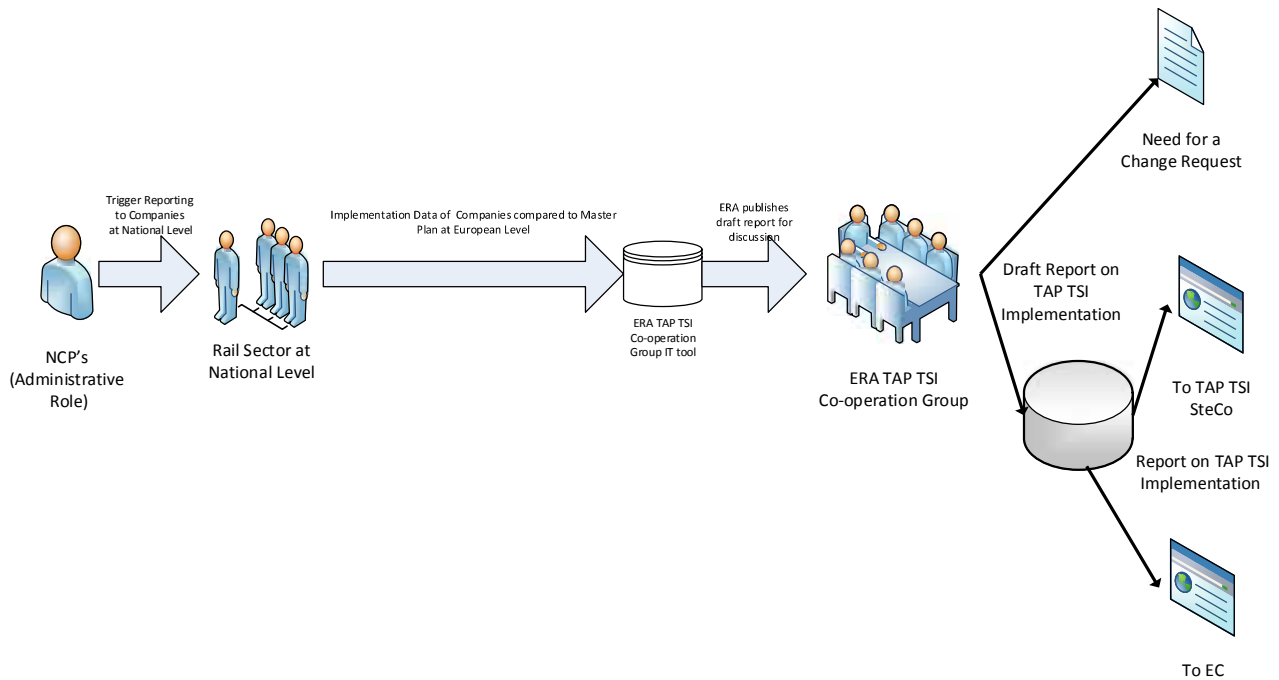 Trigger Reporting
to Companies
at National Level
NCP's
(Administrative
Role)
Rail Sector at
National Level
Implementation Data of Companies compared to Master
Plan at European Level
ERA TAP TSI
Co-operation
Group IT tool
ERA publishes
draft report for
discussion
ERA TAP TSI
Co-operation Group
Need for a
Change Request
Draft Report on
TAP TSI
Implementation
To TAP TSI
SteCo
Report on TAP TSI
Implementation
To EC